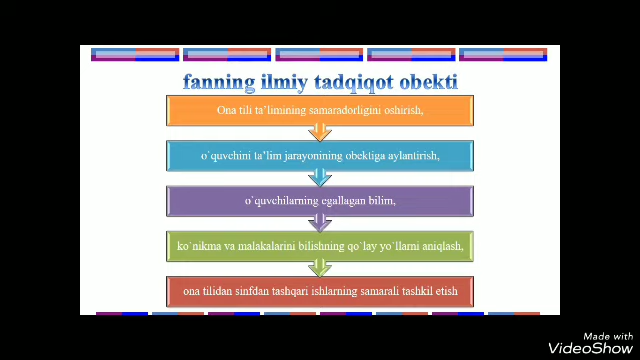 fanning ilmiy tadqiqot obekti
Ona tili ta’limining samaradorligini oshirish,
o`quvchini ta’lim jarayonining obektiga aylantirish,
o`quvchilarning egallagan bilim,
ko`nikma va malakalarini bilishning qo`lay yo`llarni aniqlash,
ona tilidan sinfdan tashqari ishlarning samarali tashkil etish
Made with
VideoShow